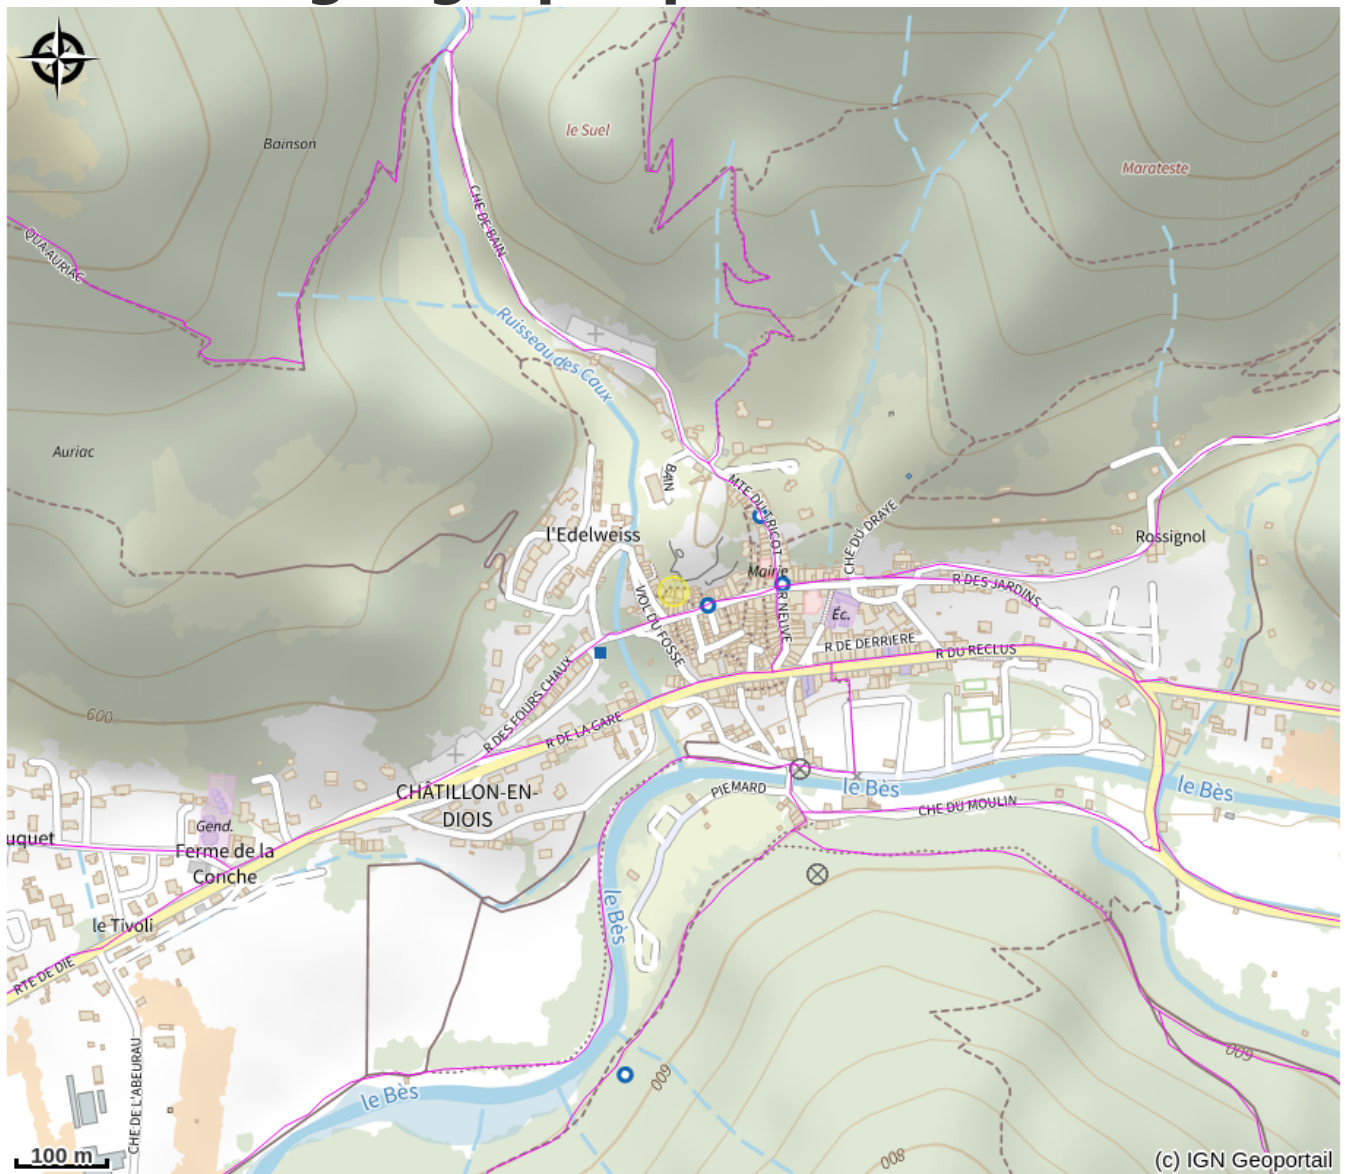 Bainson
le Suel
Marateste
QUA AURIAC
CHE DE BAIN
Ruisseau des Caux
Auriac
BAIN
MTE DU TRICOT
l'Edelweiss
CHE DU DRAYE
Rossignol
Mairie
R DES JARDINS
VIOL DU FOSSE
R NEUVE
Éc.
R DE DERRIERE
R DU RECLUS
600
R DES FOURS CHAUX
R DE LA GARE
CHÂTILLON-EN-
DIOIS
PIEMARD
le Bès
le Bès
CHE DU MOULIN
Gend.
uquet
Ferme de la
Conche
le Bès
le Tivoli
RTE DE DIE
CHE DE L'ABEURAU
le Bès
600
600
800
100 m
(c) IGN Geoportail